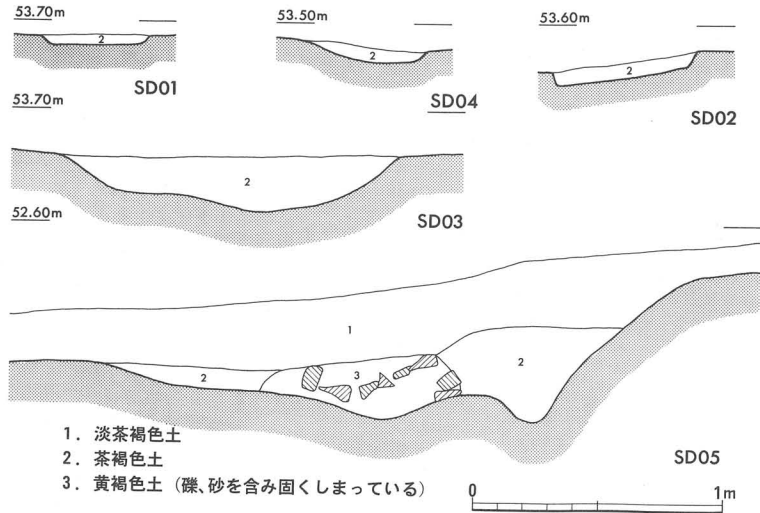 53.70m
53.50m
53.60m
2
SD01
2
SD04
2
SD02
53.70m
2
SD03
52.60m
1
2
3
2
SD05
1. 淡茶褐色土
2. 茶褐色土
3. 黄褐色土 (礫、砂を含み固くしまっている)
0
1m